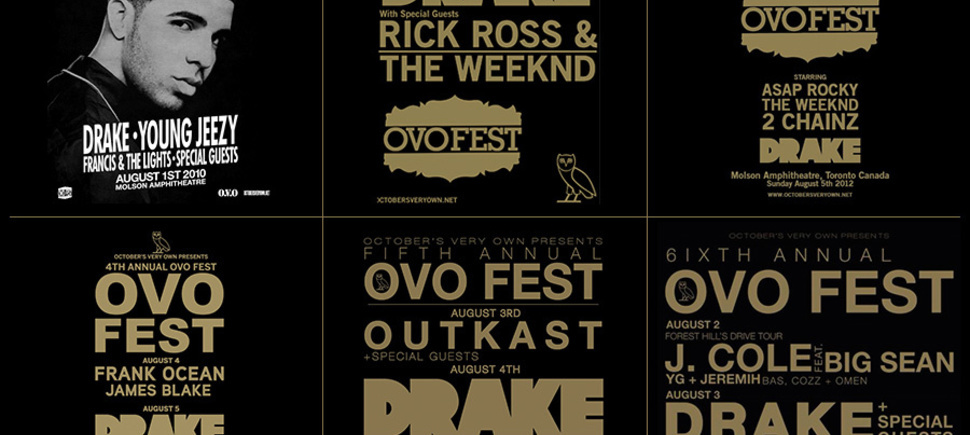 DRAKE • YOUNG JEEZY
FRANCIS & THE LIGHTS • SPECIAL GUESTS
AUGUST 1ST 2010
MOLSON AMPHITHEATRE
O.V.O
DRAKE
With Special Guests
RICK ROSS &
THE WEEKND
OVOFEST
OCTOBERSVERYOWN.NET
OVOFEST
STARRING
ASAP ROCKY
THE WEEKND
2 CHAINZ
DRAKE
Molson Amphitheatre, Toronto Canada
Sunday August 5th 2012
WWW.OCTOBERSVERYOWN.NET
OCTOBER'S VERY OWN PRESENTS
4TH ANNUAL OVO FEST
OVO
FEST
AUGUST 4
FRANK OCEAN
JAMES BLAKE
AUGUST 5
DRAKE
OCTOBER'S VERY OWN PRESENTS
FIFTH ANNUAL
OVO FEST
AUGUST 3RD
OUTKAST
+SPECIAL GUESTS
AUGUST 4TH
DRAKE
OCTOBER'S VERY OWN PRESENTS
6IXTH ANNUAL
OVO FEST
AUGUST 2
FOREST HILL'S DRIVE TOUR
J. COLE FEAT. BIG SEAN
YG + JEREMIH BAS, COZZ + OMEN
AUGUST 3
DRAKE + SPECIAL
GUESTS